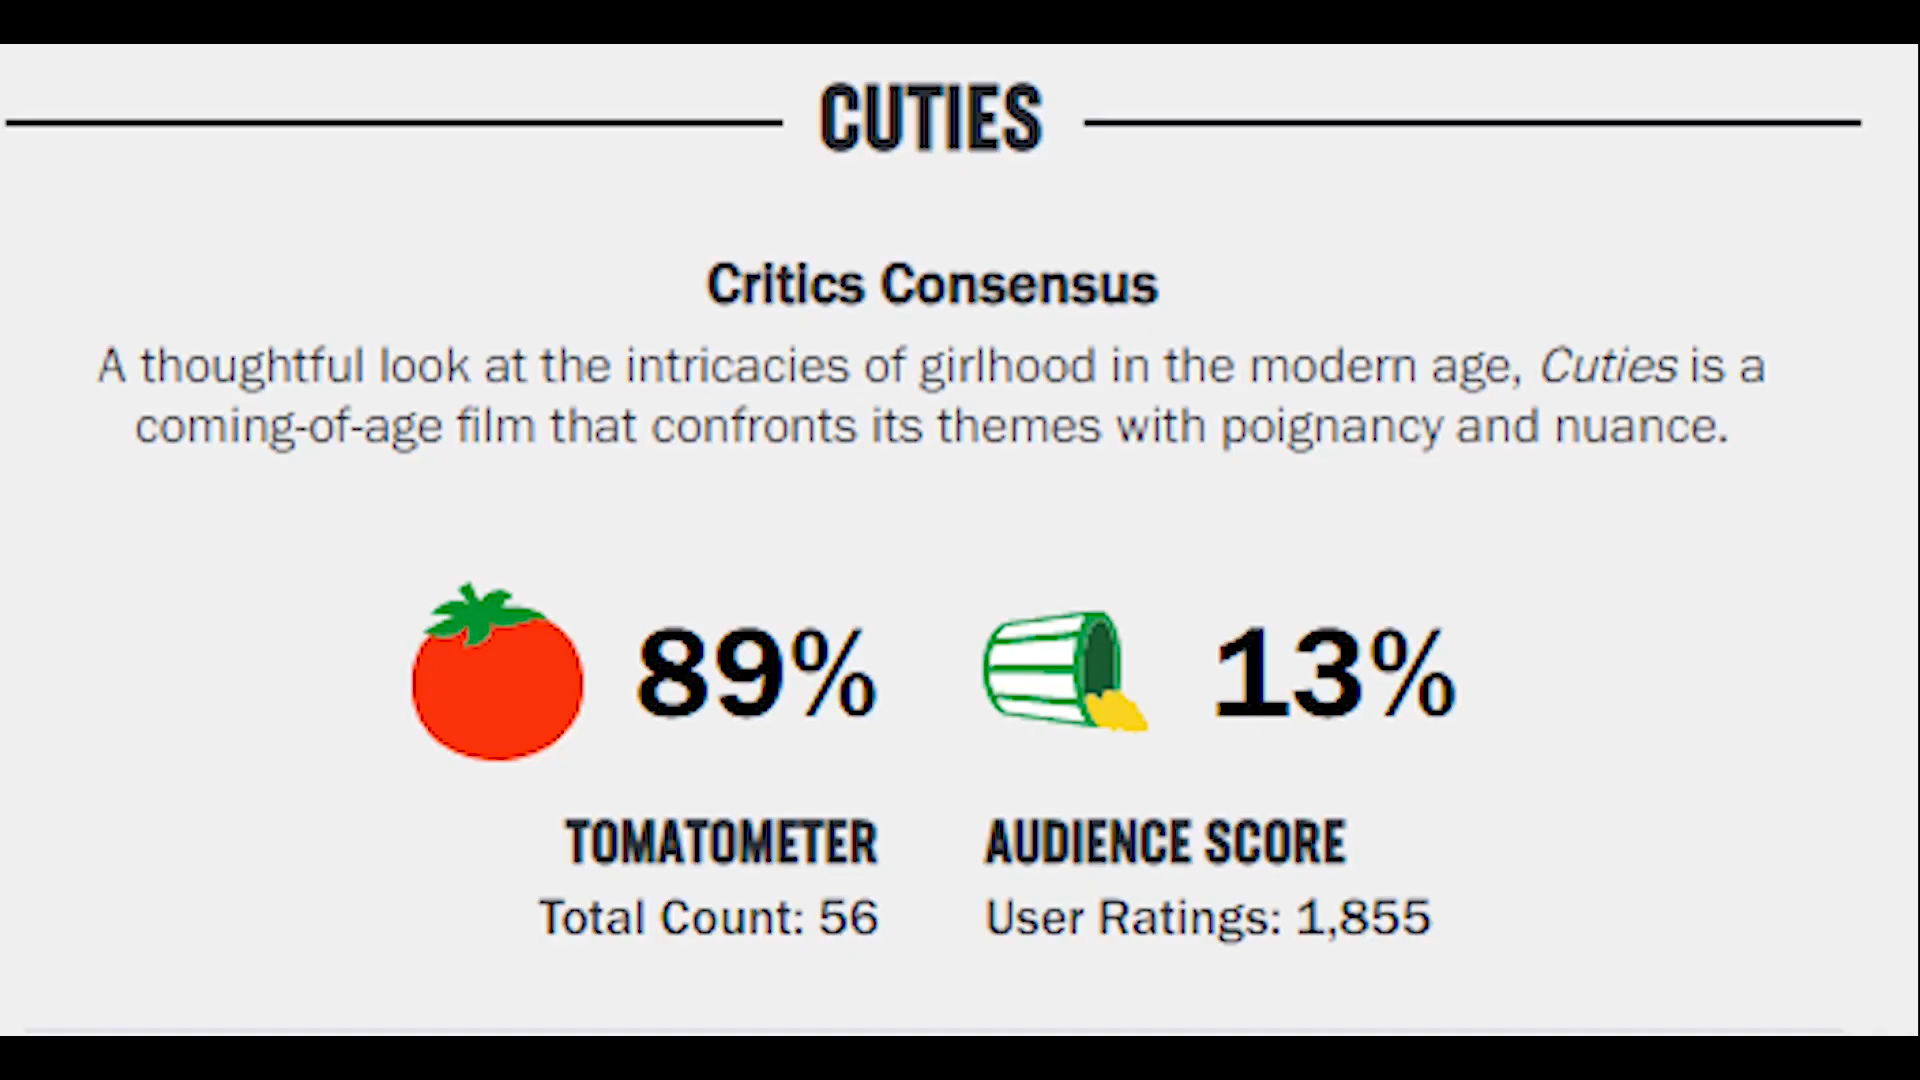 CUTIES
Critics Consensus
A thoughtful look at the intricacies of girlhood in the modern age, Cuties is a
coming-of-age film that confronts its themes with poignancy and nuance.
89% 13%
TOMATOMETER AUDIENCE SCORE
Total Count: 56 User Ratings: 1,855